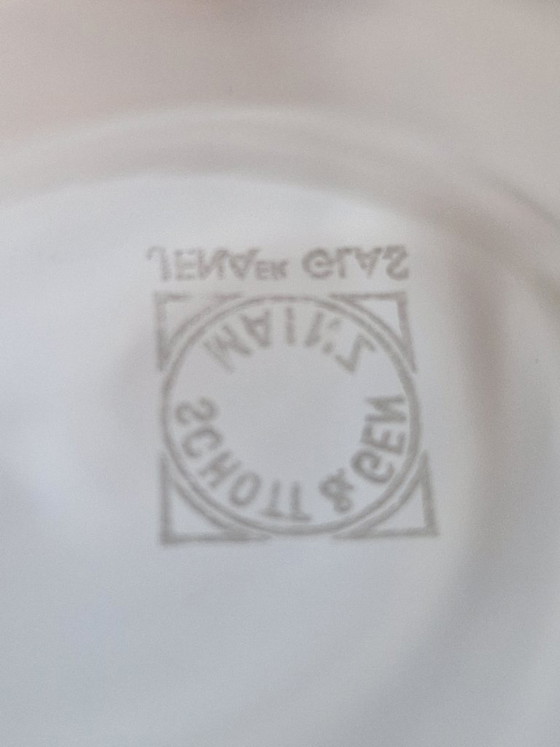 SCHOTT & GEN
MAINZ
JENAER GLAS